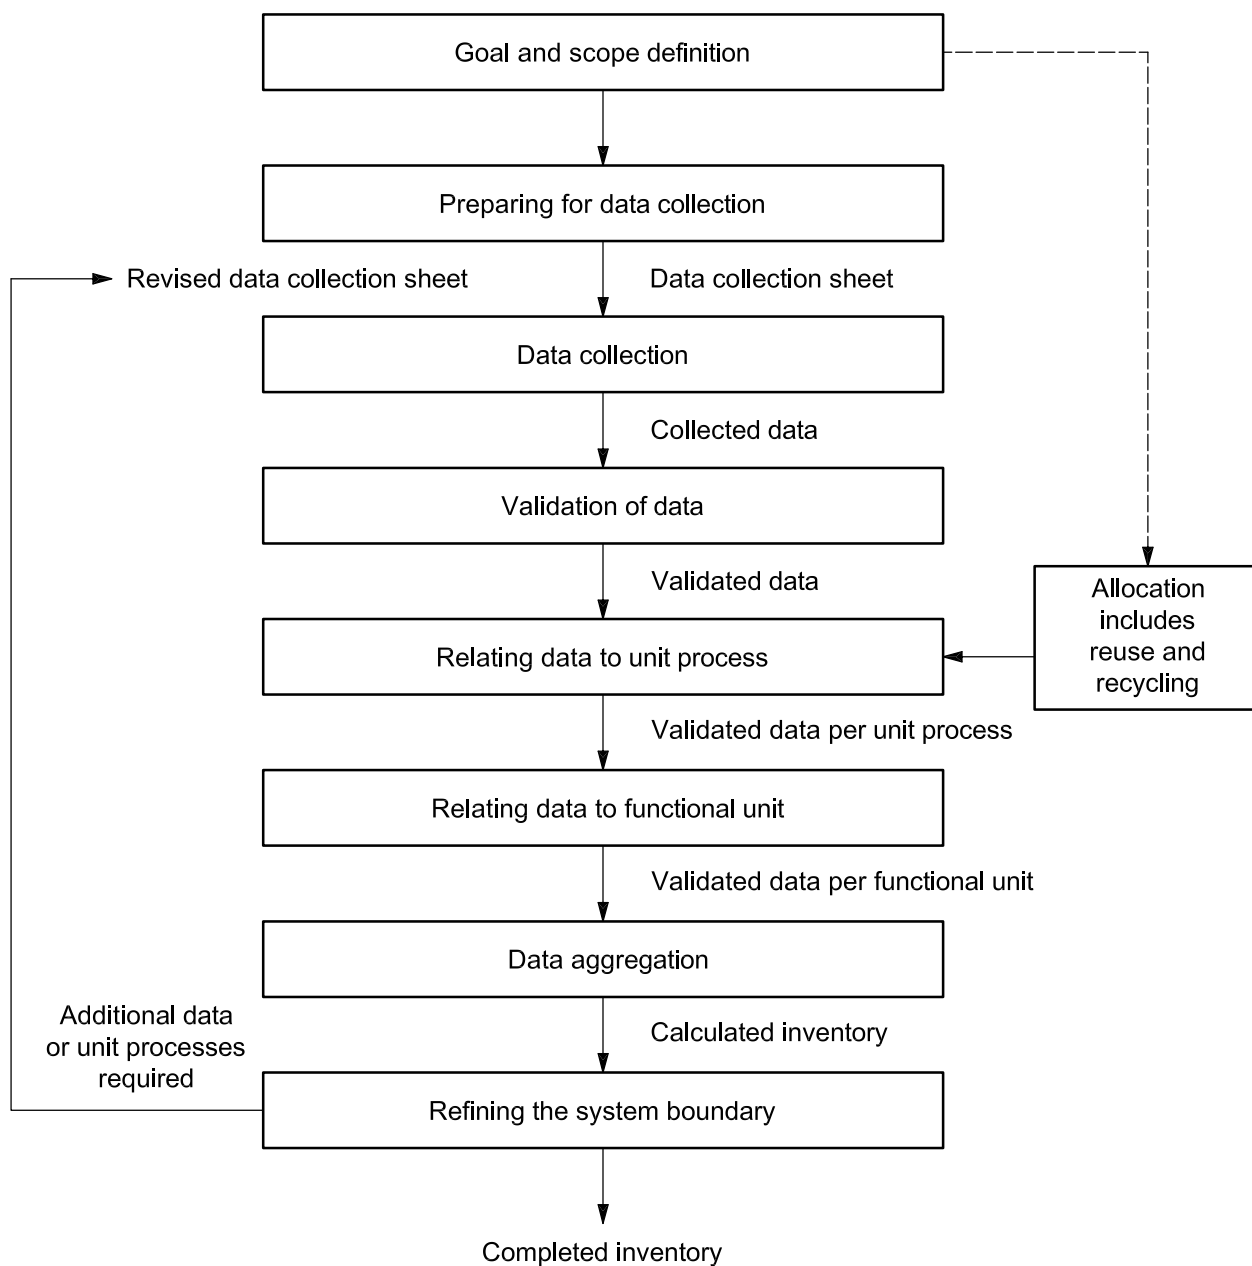 Goal and scope definition
Preparing for data collection
Revised data collection sheet
Data collection sheet
Data collection
Collected data
Validation of data
Validated data
Allocation
includes
reuse and
recycling
Relating data to unit process
Validated data per unit process
Relating data to functional unit
Validated data per functional unit
Data aggregation
Additional data
or unit processes
required
Calculated inventory
Refining the system boundary
Completed inventory